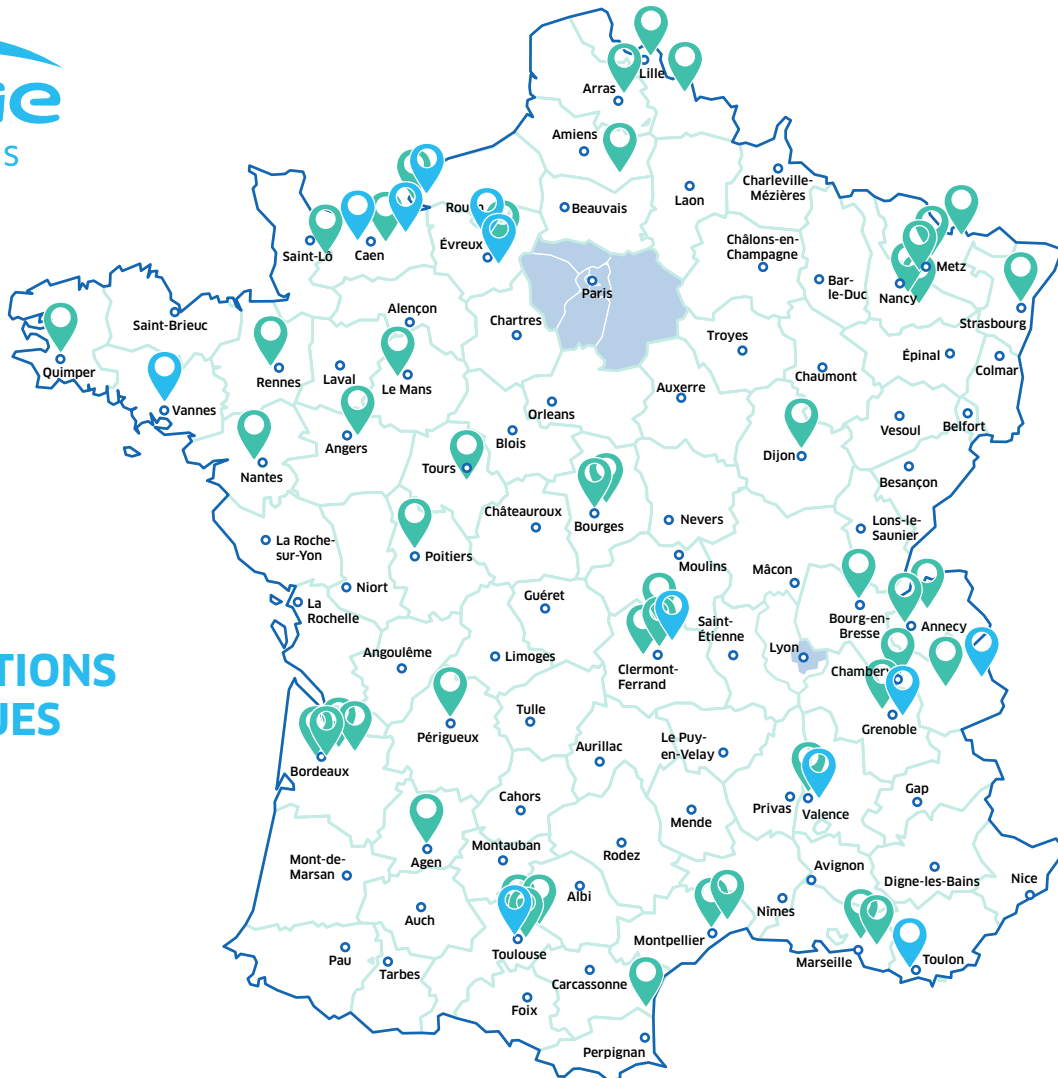 ie
S
TIONS
UES
Lille
Arras
Amiens
Charleville-
Mézières
Laon
Beauvais
Rouen
Évreux
Saint-Lô
Caen
Châlons-en-
Champagne
Metz
Bar-
le-Duc
Nancy
Strasbourg
Paris
Alençon
Chartres
Saint-Brieuc
Troyes
Épinal
Colmar
Quimper
Rennes
Laval
Le Mans
Chaumont
Auxerre
Vannes
Orleans
Blois
Vesoul
Belfort
Angers
Tours
Dijon
Nantes
Besançon
Châteauroux
Bourges
Nevers
Lons-le-
Saunier
La Roche-
sur-Yon
Poitiers
Moulins
Mâcon
Niort
Guéret
La
Rochelle
Saint-
Étienne
Bourg-en-
Bresse
Annecy
Angoulême
Limoges
Clermont-
Ferrand
Lyon
Chambery
Tulle
Périgueux
Grenoble
Aurillac
Le Puy-
en-Velay
Bordeaux
Cahors
Privas
Valence
Gap
Mende
Agen
Montauban
Rodez
Mont-de-
Marsan
Avignon
Digne-les-Bains
Nice
Albi
Auch
Nîmes
Toulouse
Montpellier
Marseille
Toulon
Pau
Tarbes
Carcassonne
Foix
Perpignan